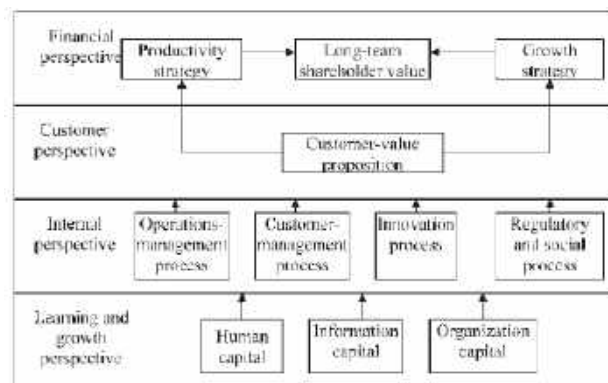 Financial
perspective
Productivity
strategy
Long-team
shareholder value
Growth
strategy
Customer
perspective
Customer-value
proposition
Internal
perspective
Operations-
management
process
Customer-
management
process
Innovation
process
Regulatory
and social
process
Learning and
growth
perspective
Human
capital
Information
capital
Organization
capital